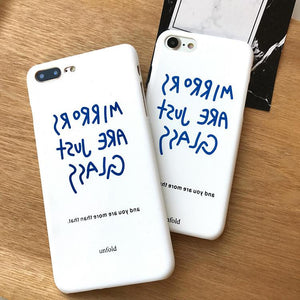 MIRRORS
ARE JUST
GLASS
and you are more than that.
unfold
MIRRORS
ARE JUST
GLASS
and you are more than that.
unfold